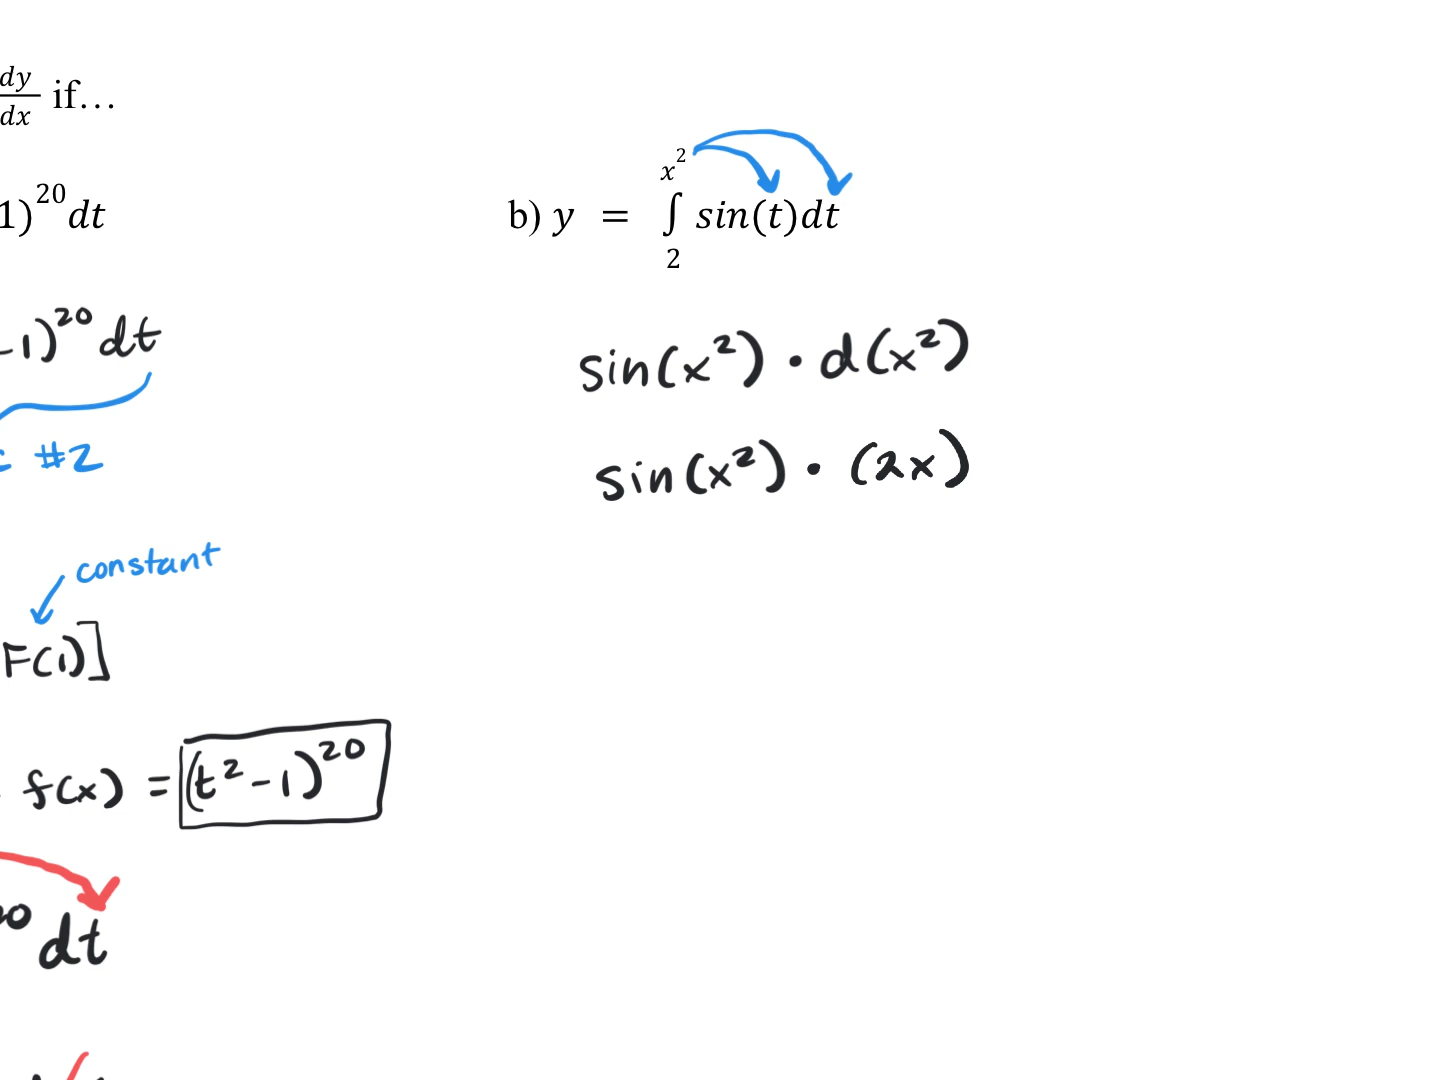 dy/dx if...
1)^20 dt
b) y = ∫_2^{x^2} sin(t)dt
-1)^20 dt
sin(x²) · d(x²)
#2
sin(x²) · (2x)
constant
F(1)]
f(x) = (t²-1)^20
dt